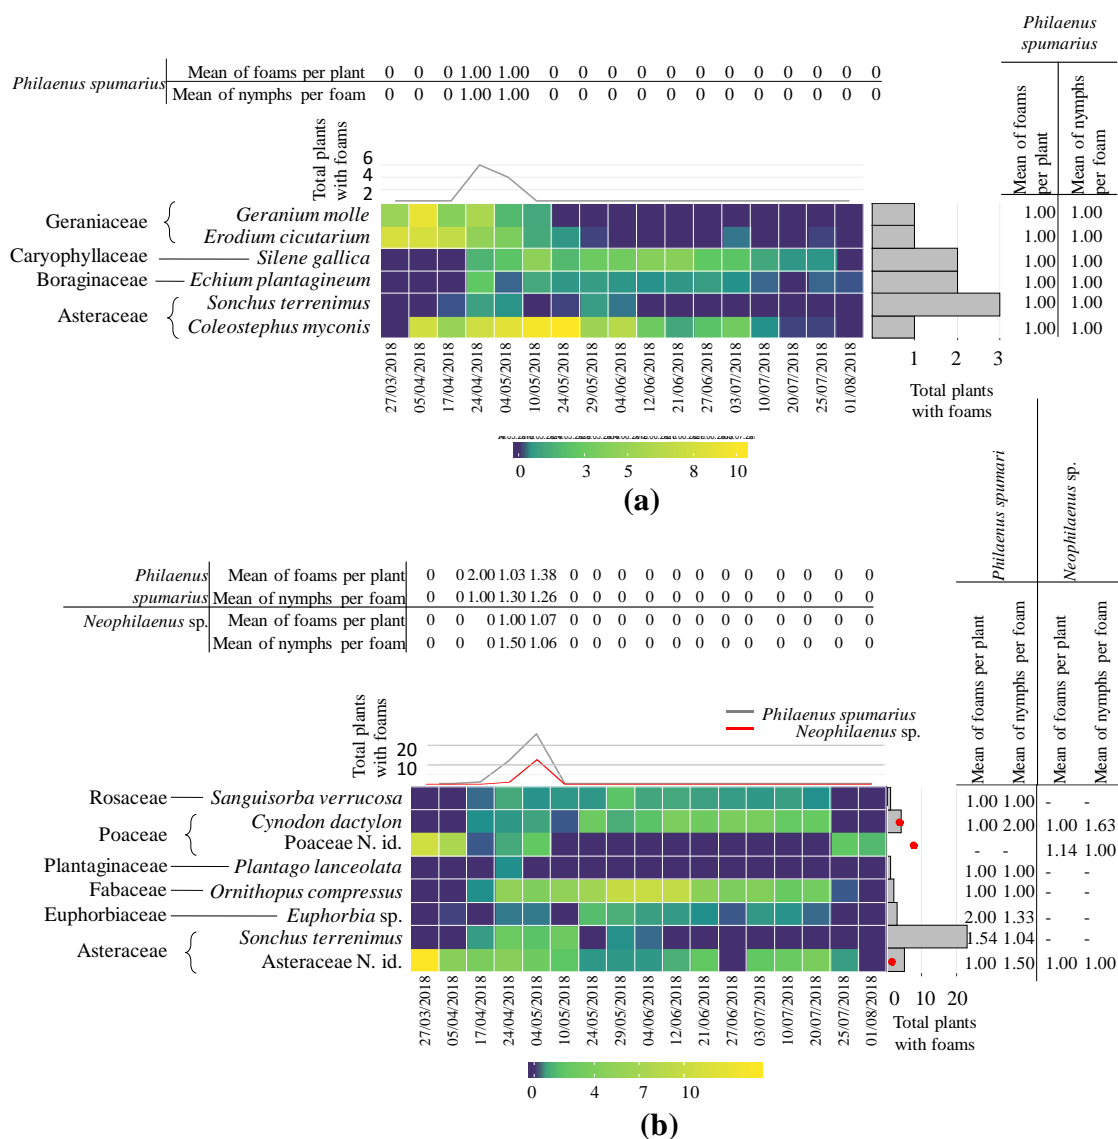 Philaenus
spumarius
Philaenus spumarius
Mean of foams per plant 0 0 0 1.00 1.00 0 0 0 0 0 0 0 0 0 0 0 0
Mean of nymphs per foam 0 0 0 1.00 1.00 0 0 0 0 0 0 0 0 0 0 0 0
Mean of foams
per plant
Mean of nymphs
per foam
Total plants
with foams
6
4
2
Geraniaceae
Geranium molle 1.00 1.00
Erodium cicutarium 1.00 1.00
Caryophyllaceae Silene gallica 1.00 1.00
Boraginaceae Echium plantagineum 1.00 1.00
Asteraceae
Sonchus terrenimus 1.00 1.00
Coleostephus myconis 1.00 1.00
27/03/2018
05/04/2018
17/04/2018
24/04/2018
04/05/2018
10/05/2018
24/05/2018
29/05/2018
04/06/2018
12/06/2018
21/06/2018
27/06/2018
03/07/2018
10/07/2018
20/07/2018
25/07/2018
01/08/2018
1 2 3
Total plants
with foams
0 3 5 8 10
(a)
Philaenus spumari
Neophilaenus sp.
Philaenus
spumarius
Mean of foams per plant 0 0 2.00 1.03 1.38 0 0 0 0 0 0 0 0 0 0 0 0
Mean of nymphs per foam 0 0 1.00 1.30 1.26 0 0 0 0 0 0 0 0 0 0 0 0
Neophilaenus sp.
Mean of foams per plant 0 0 0 1.00 1.07 0 0 0 0 0 0 0 0 0 0 0 0
Mean of nymphs per foam 0 0 0 1.50 1.06 0 0 0 0 0 0 0 0 0 0 0 0
Mean of foams per plant
Mean of nymphs per foam
Mean of foams per plant
Mean of nymphs per foam
Total plants
with foams
20
10
Philaenus spumarius
Neophilaenus sp.
Rosaceae Sanguisorba verrucosa 1.00 1.00 - -
Poaceae
Cynodon dactylon 1.00 2.00 1.00 1.63
Poaceae N. id. - - 1.14 1.00
Plantaginaceae Plantago lanceolata 1.00 1.00
Fabaceae Ornithopus compressus 1.00 1.00 - -
Euphorbiaceae Euphorbia sp. 2.00 1.33 - -
Asteraceae
Sonchus terrenimus 1.54 1.04 - -
Asteraceae N. id. 1.00 1.50 1.00 1.00
27/03/2018
05/04/2018
17/04/2018
24/04/2018
04/05/2018
10/05/2018
24/05/2018
29/05/2018
04/06/2018
12/06/2018
21/06/2018
27/06/2018
03/07/2018
10/07/2018
20/07/2018
25/07/2018
01/08/2018
0 10 20
Total plants
with foams
0 4 7 10
(b)